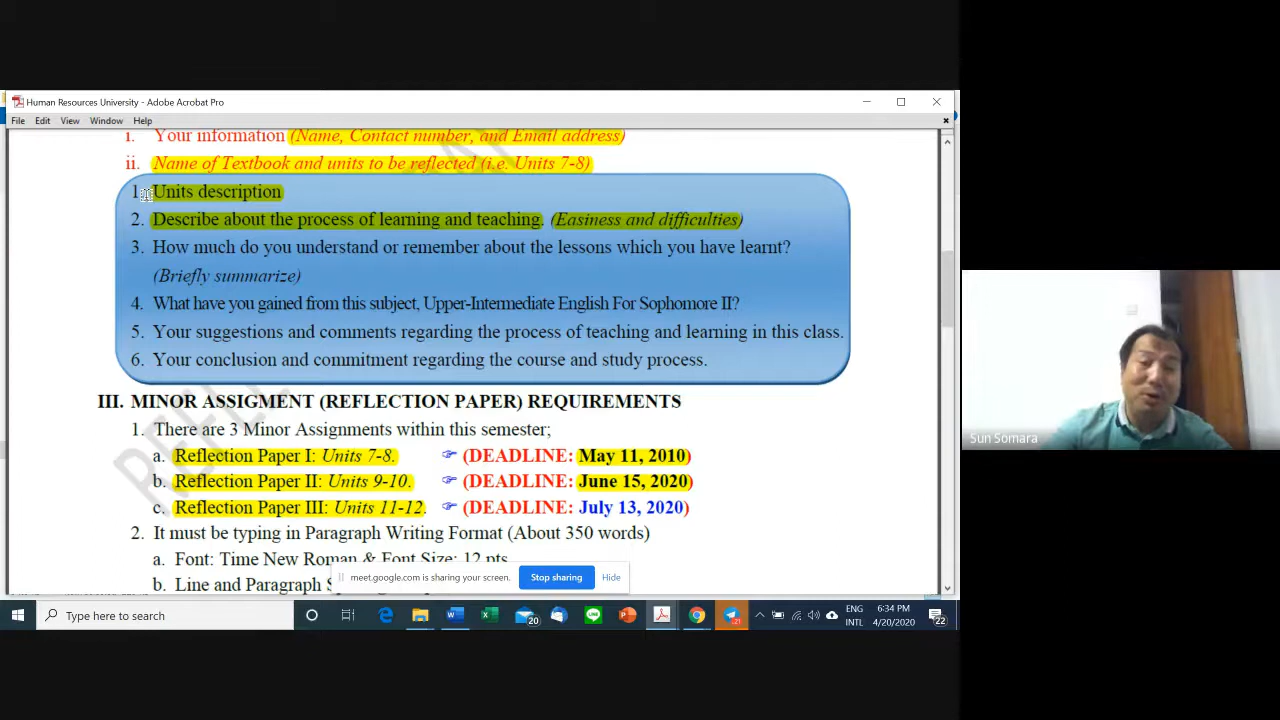 Human Resources University - Adobe Acrobat Pro
File Edit View Window Help
i. Your information (Name, Contact number, and Email address)
ii. Name of Textbook and units to be reflected (i.e. Units 7-8)
1. Units description
2. Describe about the process of learning and teaching. (Easiness and difficulties)
3. How much do you understand or remember about the lessons which you have learnt?
(Briefly summarize)
4. What have you gained from this subject, Upper-Intermediate English For Sophomore II?
5. Your suggestions and comments regarding the process of teaching and learning in this class.
6. Your conclusion and commitment regarding the course and study process.
III. MINOR ASSIGMENT (REFLECTION PAPER) REQUIREMENTS
1. There are 3 Minor Assignments within this semester;
a. Reflection Paper I: Units 7-8. ☞ (DEADLINE: May 11, 2010)
b. Reflection Paper II: Units 9-10. ☞ (DEADLINE: June 15, 2020)
c. Reflection Paper III: Units 11-12. ☞ (DEADLINE: July 13, 2020)
2. It must be typing in Paragraph Writing Format (About 350 words)
a. Font: Time New Roman & Font Size: 12 pts
b. Line and Paragraph
meet.google.com is sharing your screen. Stop sharing Hide
Sun Somara
Type here to search
20
ENG
INTL
6:34 PM
4/20/2020
22